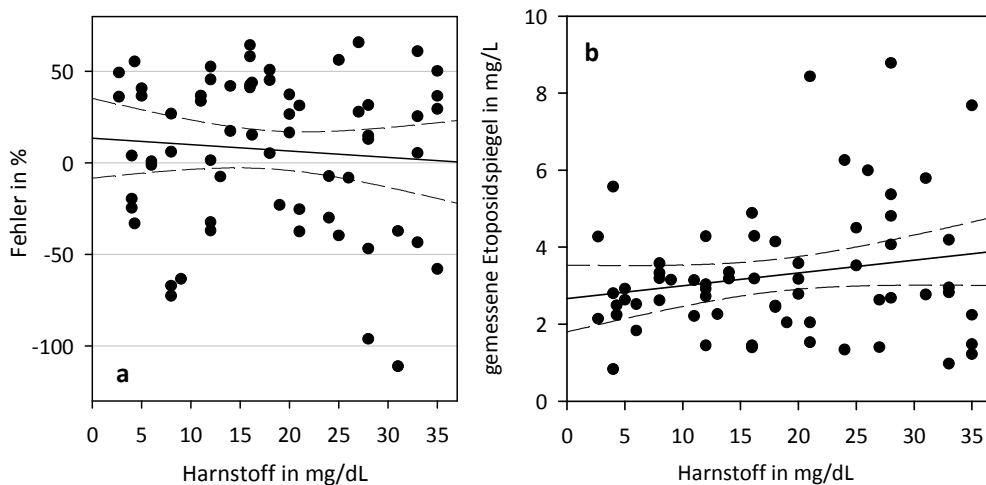 Fehler in %
50
0
-50
-100
a
0 5 10 15 20 25 30 35
Harnstoff in mg/dL
gemessene Etoposidspiegel in mg/L
10
8
6
4
2
0
b
0 5 10 15 20 25 30 35
Harnstoff in mg/dL